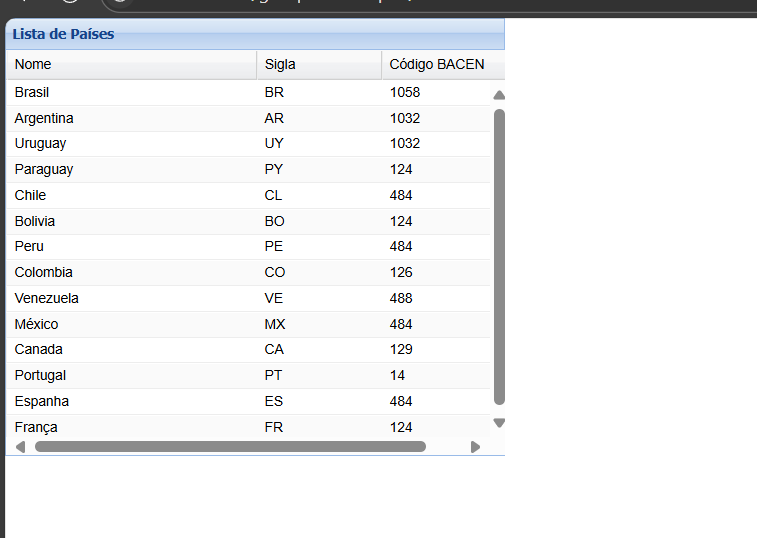 Lista de Países
Nome Sigla Código BACEN
Brasil BR 1058
Argentina AR 1032
Uruguay UY 1032
Paraguay PY 124
Chile CL 484
Bolivia BO 124
Peru PE 484
Colombia CO 126
Venezuela VE 488
México MX 484
Canada CA 129
Portugal PT 14
Espanha ES 484
França FR 124